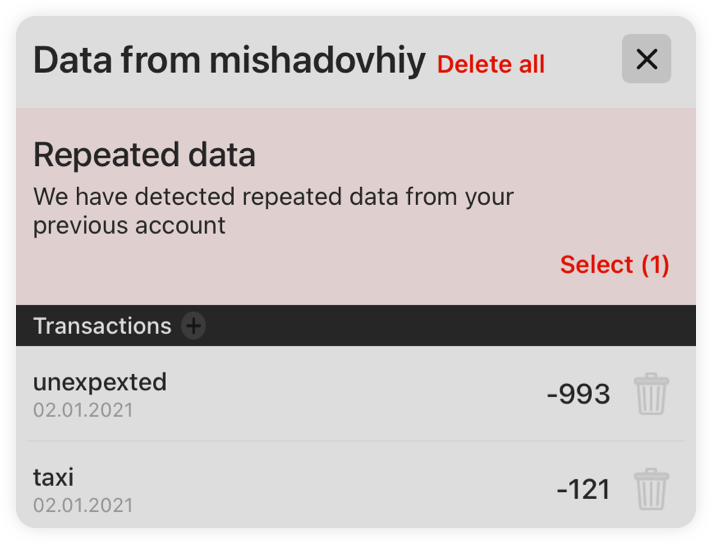 Data from mishadovhiy Delete all
Repeated data
We have detected repeated data from your
previous account
Select (1)
Transactions
unexpexted
-993
02.01.2021
taxi
-121
02.01.2021